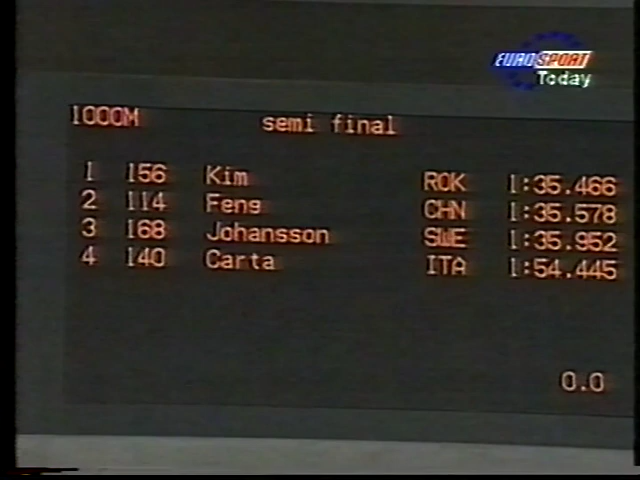 EUROSPORT
Today
1000M semi final
1 156 Kim ROK 1:35.466
2 114 Feng CHN 1:35.578
3 168 Johansson SWE 1:35.952
4 140 Carta ITA 1:54.445
0.0